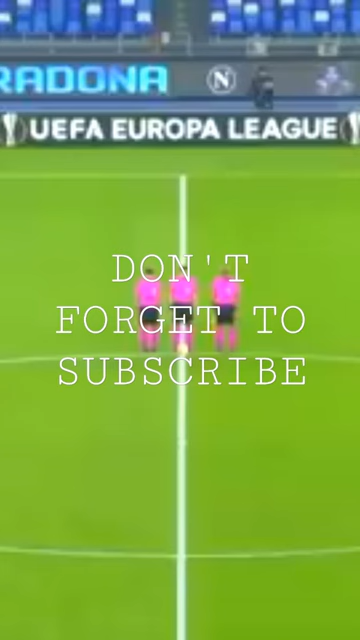 RADONA N
UEFA EUROPA LEAGUE
DON'T
FORGET TO
SUBSCRIBE